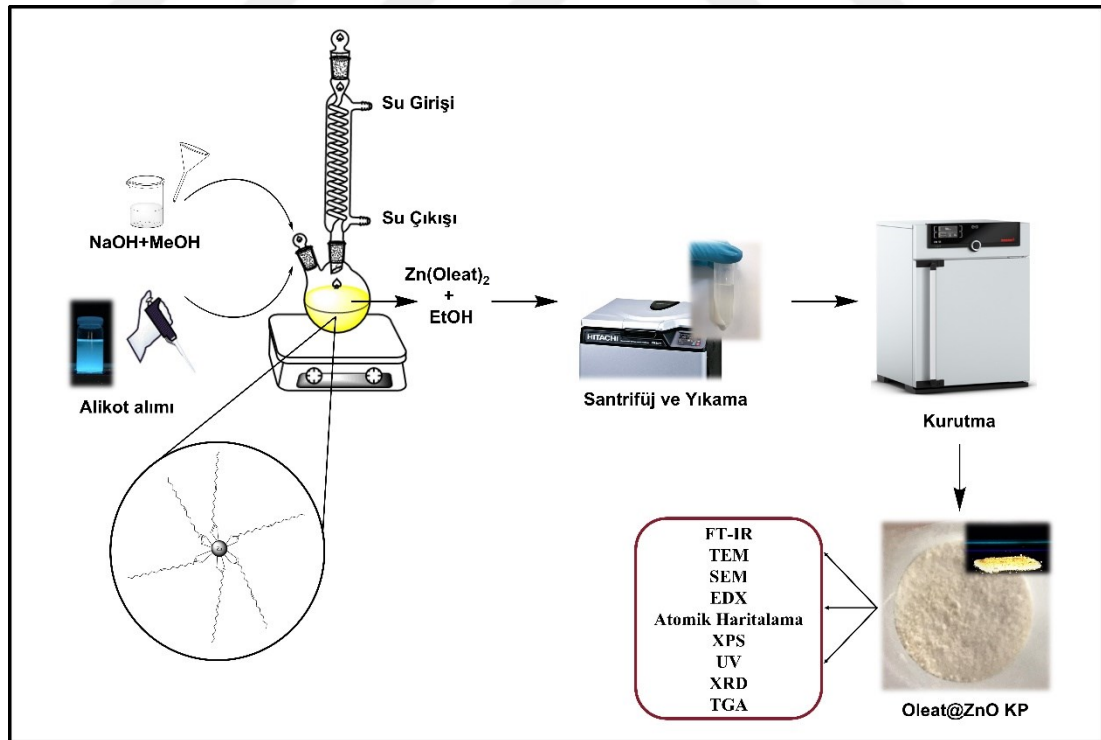 Su Girişi
Su Çıkışı
NaOH+MeOH
Alikot alımı
Zn(Oleat)₂
+
EtOH
HITACHI
Santrifüj ve Yıkama
Kurutma
FT-IR
TEM
SEM
EDX
Atomik Haritalama
XPS
UV
XRD
TGA
Oleat@ZnO KP